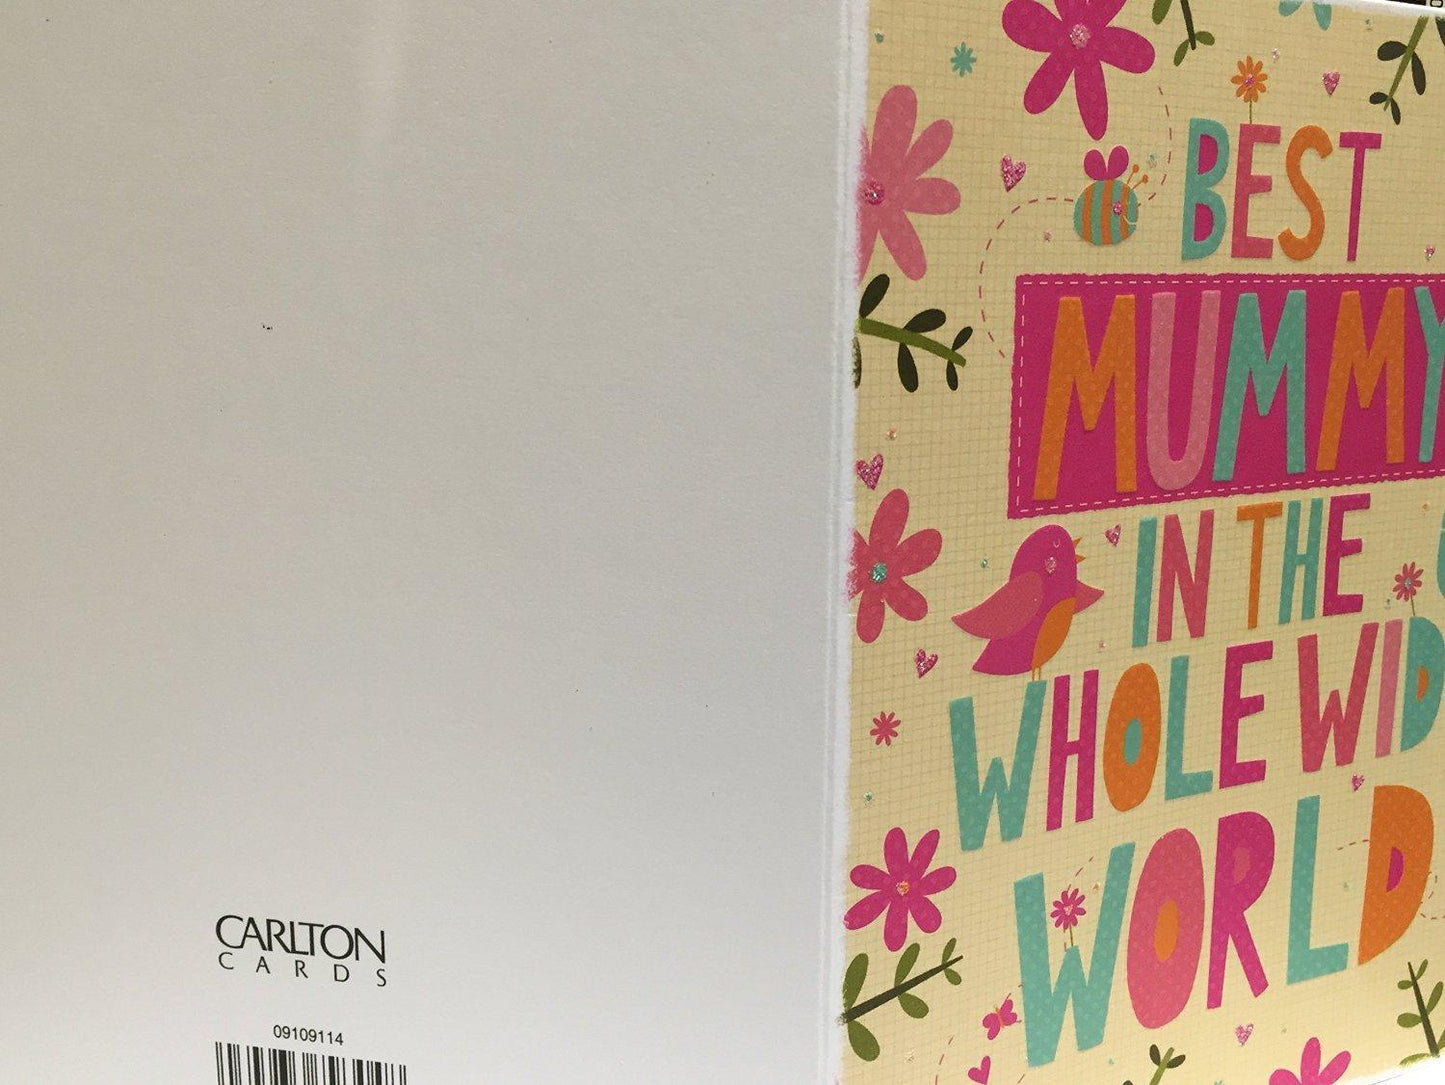 BEST
MUMMY
IN THE
WHOLE WID
WORLD
CARLTON
CARDS
09109114